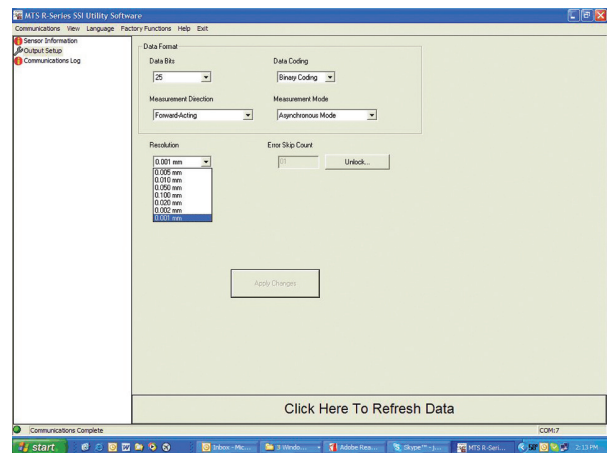 MTS R-Series SSI Utility Software
Communications View Language Factory Functions Help Exit
Sensor Information
Output Setup
Communications Log
Data Format
Data Bits
Data Coding
25
Binary Coding
Measurement Direction
Measurement Mode
Forward-Acting
Asynchronous Mode
Resolution
Error Skip Count
0.001 mm
01
Unlock...
0.005 mm
0.010 mm
0.050 mm
0.100 mm
0.020 mm
0.002 mm
0.001 mm
Apply Changes
Click Here To Refresh Data
Communications Complete
COM:7
start
Inbox - Mic...
3 Windo...
Adobe Rea...
Skype™ - j...
MTS R-Seri...
2:13 PM